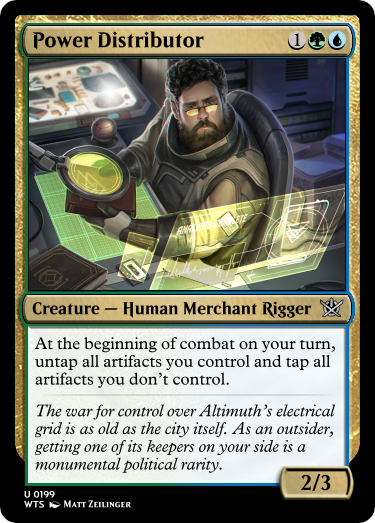 Power Distributor 1
ANALYSIS COMPLETE
Creature — Human Merchant Rigger
At the beginning of combat on your turn,
untap all artifacts you control and tap all
artifacts you don't control.
The war for control over Altimuth's electrical
grid is as old as the city itself. As an outsider,
getting one of its keepers on your side is a
monumental political rarity.
2/3
U 0199
WTS Matt Zeilinger